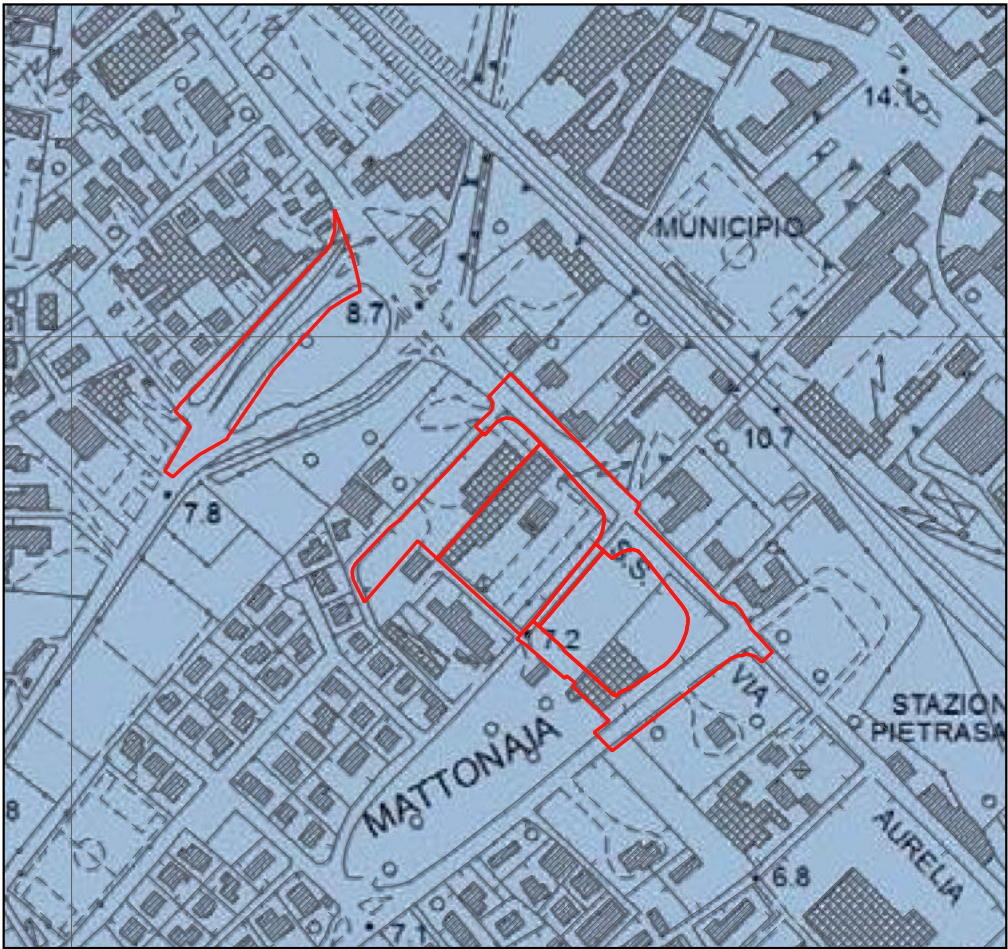 14.1
MUNICIPIO
8.7
10.7
7.8
S.S.
7.2
VIA
STAZION
PIETRASA
MATTONAJA
8
AURELIA
6.8
7.1